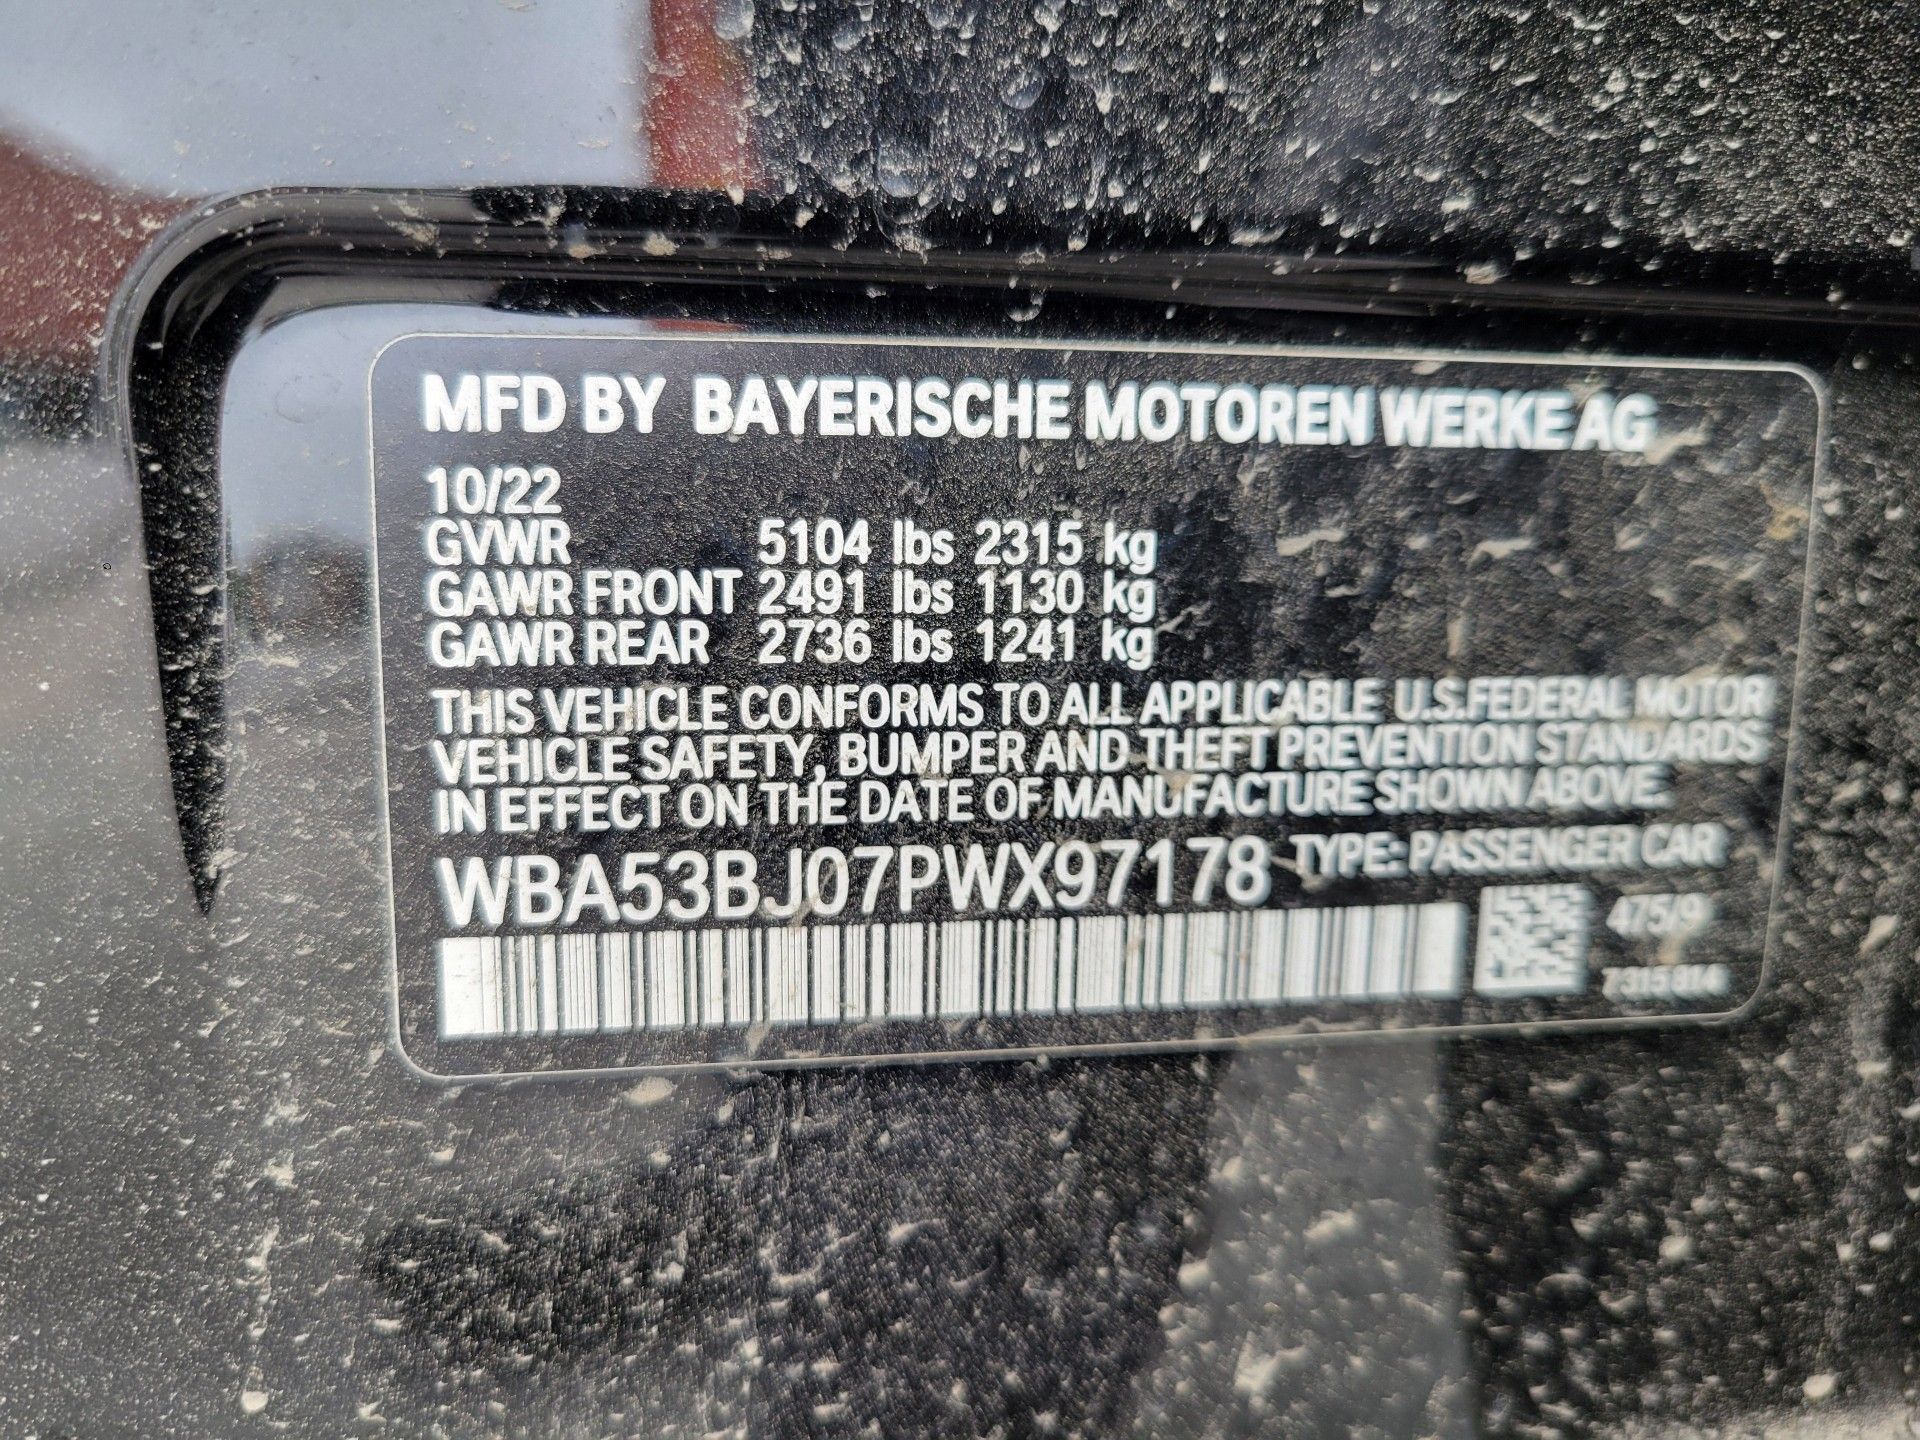 MFD BY BAYERISCHE MOTOREN WERKE AG
10/22
GVWR 5104 lbs 2315 kg
GAWR FRONT 2491 lbs 1130 kg
GAWR REAR 2736 lbs 1241 kg
THIS VEHICLE CONFORMS TO ALL APPLICABLE U.S.FEDERAL MOTOR
VEHICLE SAFETY, BUMPER AND THEFT PREVENTION STANDARDS
IN EFFECT ON THE DATE OF MANUFACTURE SHOWN ABOVE.
WBA53BJ07PWX97178 TYPE: PASSENGER CAR
475/9